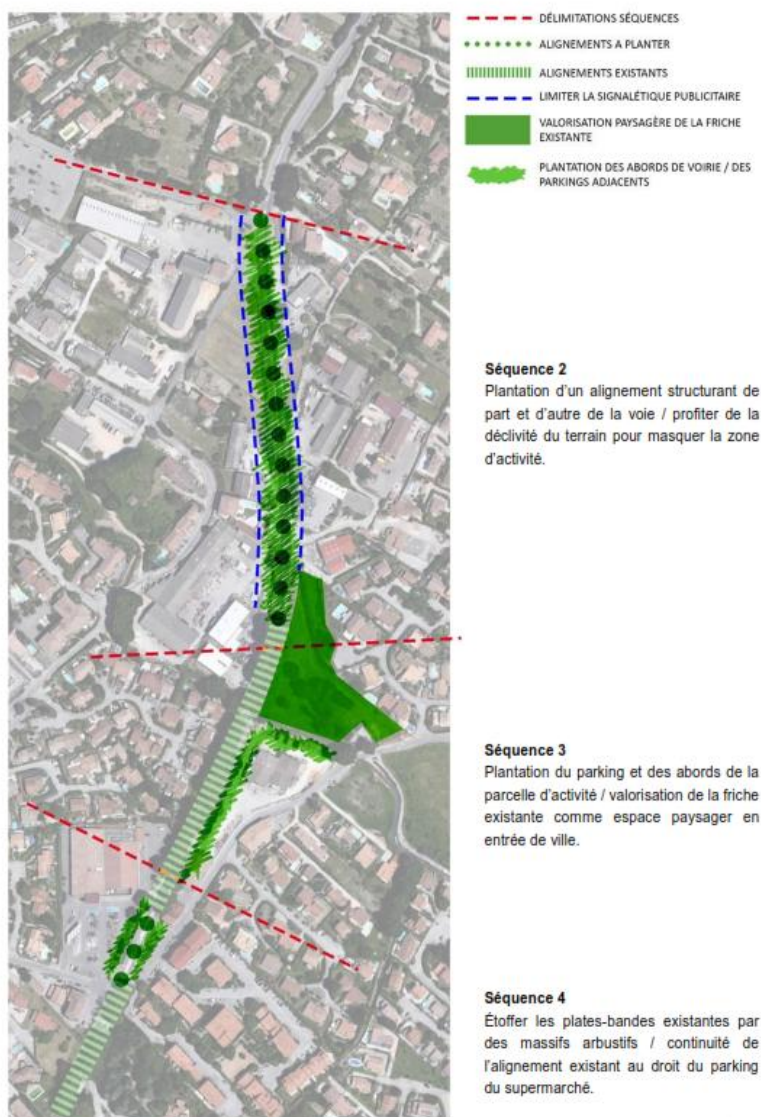 DÉLIMITATIONS SÉQUENCES
ALIGNEMENTS A PLANTER
ALIGNEMENTS EXISTANTS
LIMITER LA SIGNALÉTIQUE PUBLICITAIRE
VALORISATION PAYSAGÈRE DE LA FRICHE
EXISTANTE
PLANTATION DES ABORDS DE VOIRIE / DES
PARKINGS ADJACENTS
Séquence 2
Plantation d'un alignement structurant de
part et d'autre de la voie / profiter de la
déclivité du terrain pour masquer la zone
d'activité.
Séquence 3
Plantation du parking et des abords de la
parcelle d'activité / valorisation de la friche
existante comme espace paysager en
entrée de ville.
Séquence 4
Étoffer les plates-bandes existantes par
des massifs arbustifs / continuité de
l'alignement existant au droit du parking
du supermarché.